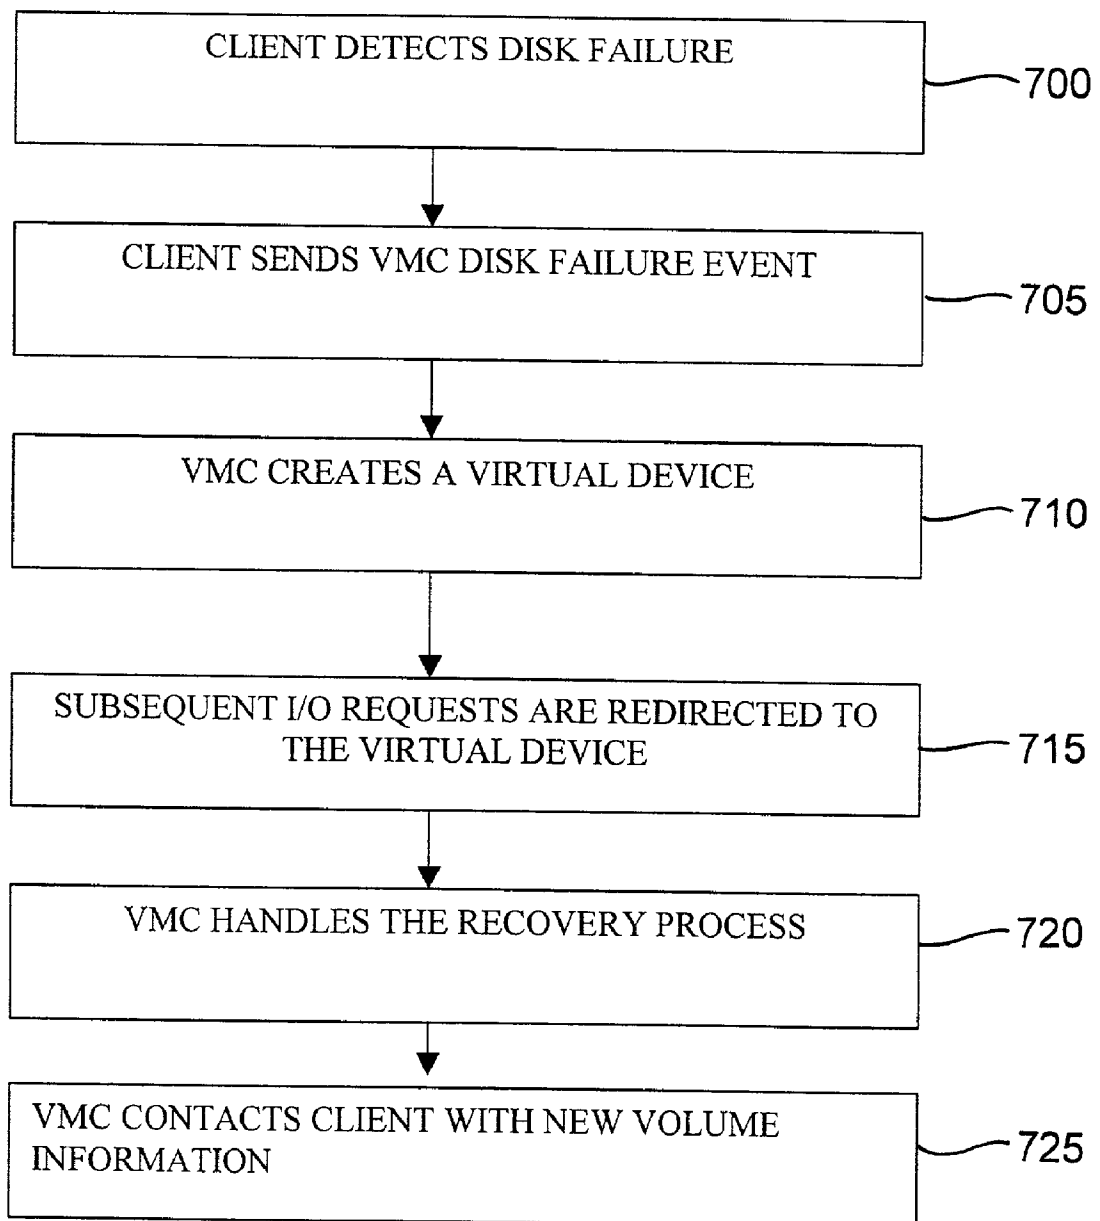 CLIENT DETECTS DISK FAILURE
700
CLIENT SENDS VMC DISK FAILURE EVENT
705
VMC CREATES A VIRTUAL DEVICE
710
SUBSEQUENT I/O REQUESTS ARE REDIRECTED TO
THE VIRTUAL DEVICE
715
VMC HANDLES THE RECOVERY PROCESS
720
VMC CONTACTS CLIENT WITH NEW VOLUME
INFORMATION
725